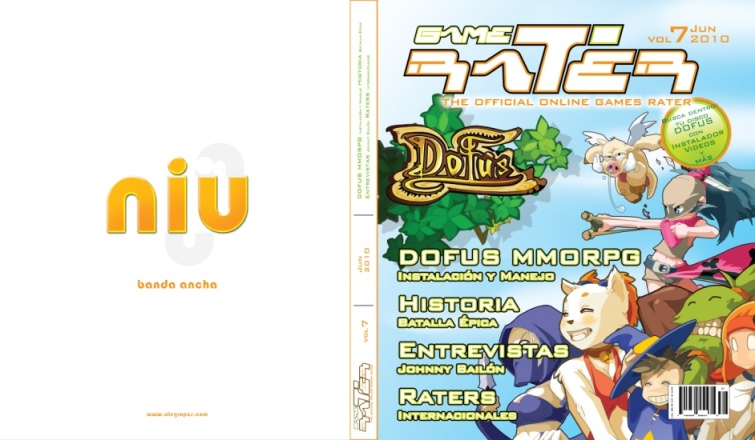 niu
banda ancha
DOFUS MMORPG INSTALACIÓN Y MANEJO HISTORIA BATALLA ÉPICA
ENTREVISTAS JOHNNY BAILÓN RATERS INTERNACIONALES
JUN
2010
VOL 7
GAME
RATER
GAME
RATER
THE OFFICIAL ONLINE GAMES RATER
VOL 7 JUN
2010
BUSCA DENTRO
TU DISCO
DOFUS
CON
INSTALADOR
VIDEOS
Y
MÁS
Dofus
DOFUS MMORPG
INSTALACIÓN Y MANEJO
HISTORIA
BATALLA ÉPICA
ENTREVISTAS
JOHNNY BAILÓN
RATERS
INTERNACIONALES